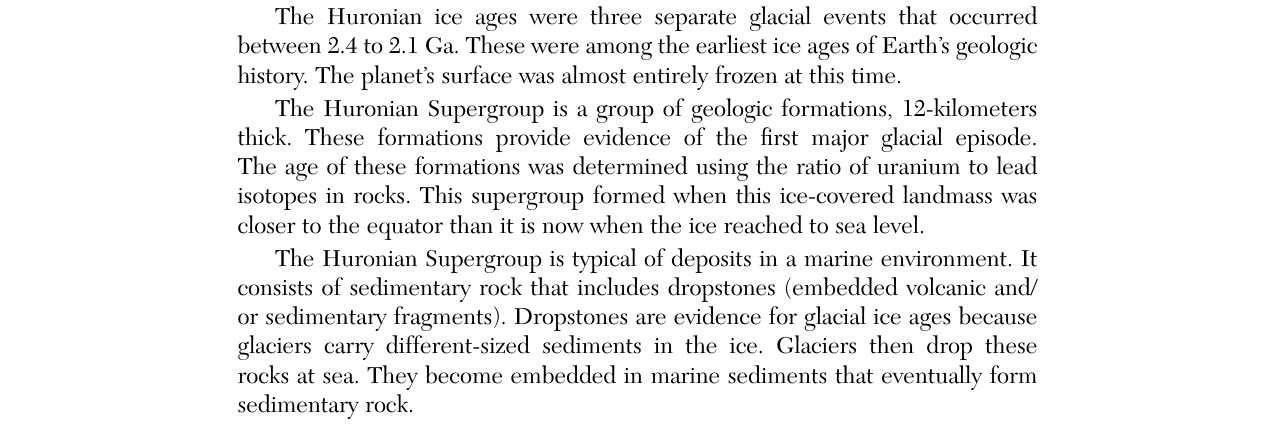 The Huronian ice ages were three separate glacial events that occurred
between 2.4 to 2.1 Ga. These were among the earliest ice ages of Earth’s geologic
history. The planet’s surface was almost entirely frozen at this time.
The Huronian Supergroup is a group of geologic formations, 12-kilometers
thick. These formations provide evidence of the first major glacial episode.
The age of these formations was determined using the ratio of uranium to lead
isotopes in rocks. This supergroup formed when this ice-covered landmass was
closer to the equator than it is now when the ice reached to sea level.
The Huronian Supergroup is typical of deposits in a marine environment. It
consists of sedimentary rock that includes dropstones (embedded volcanic and/
or sedimentary fragments). Dropstones are evidence for glacial ice ages because
glaciers carry different-sized sediments in the ice. Glaciers then drop these
rocks at sea. They become embedded in marine sediments that eventually form
sedimentary rock.